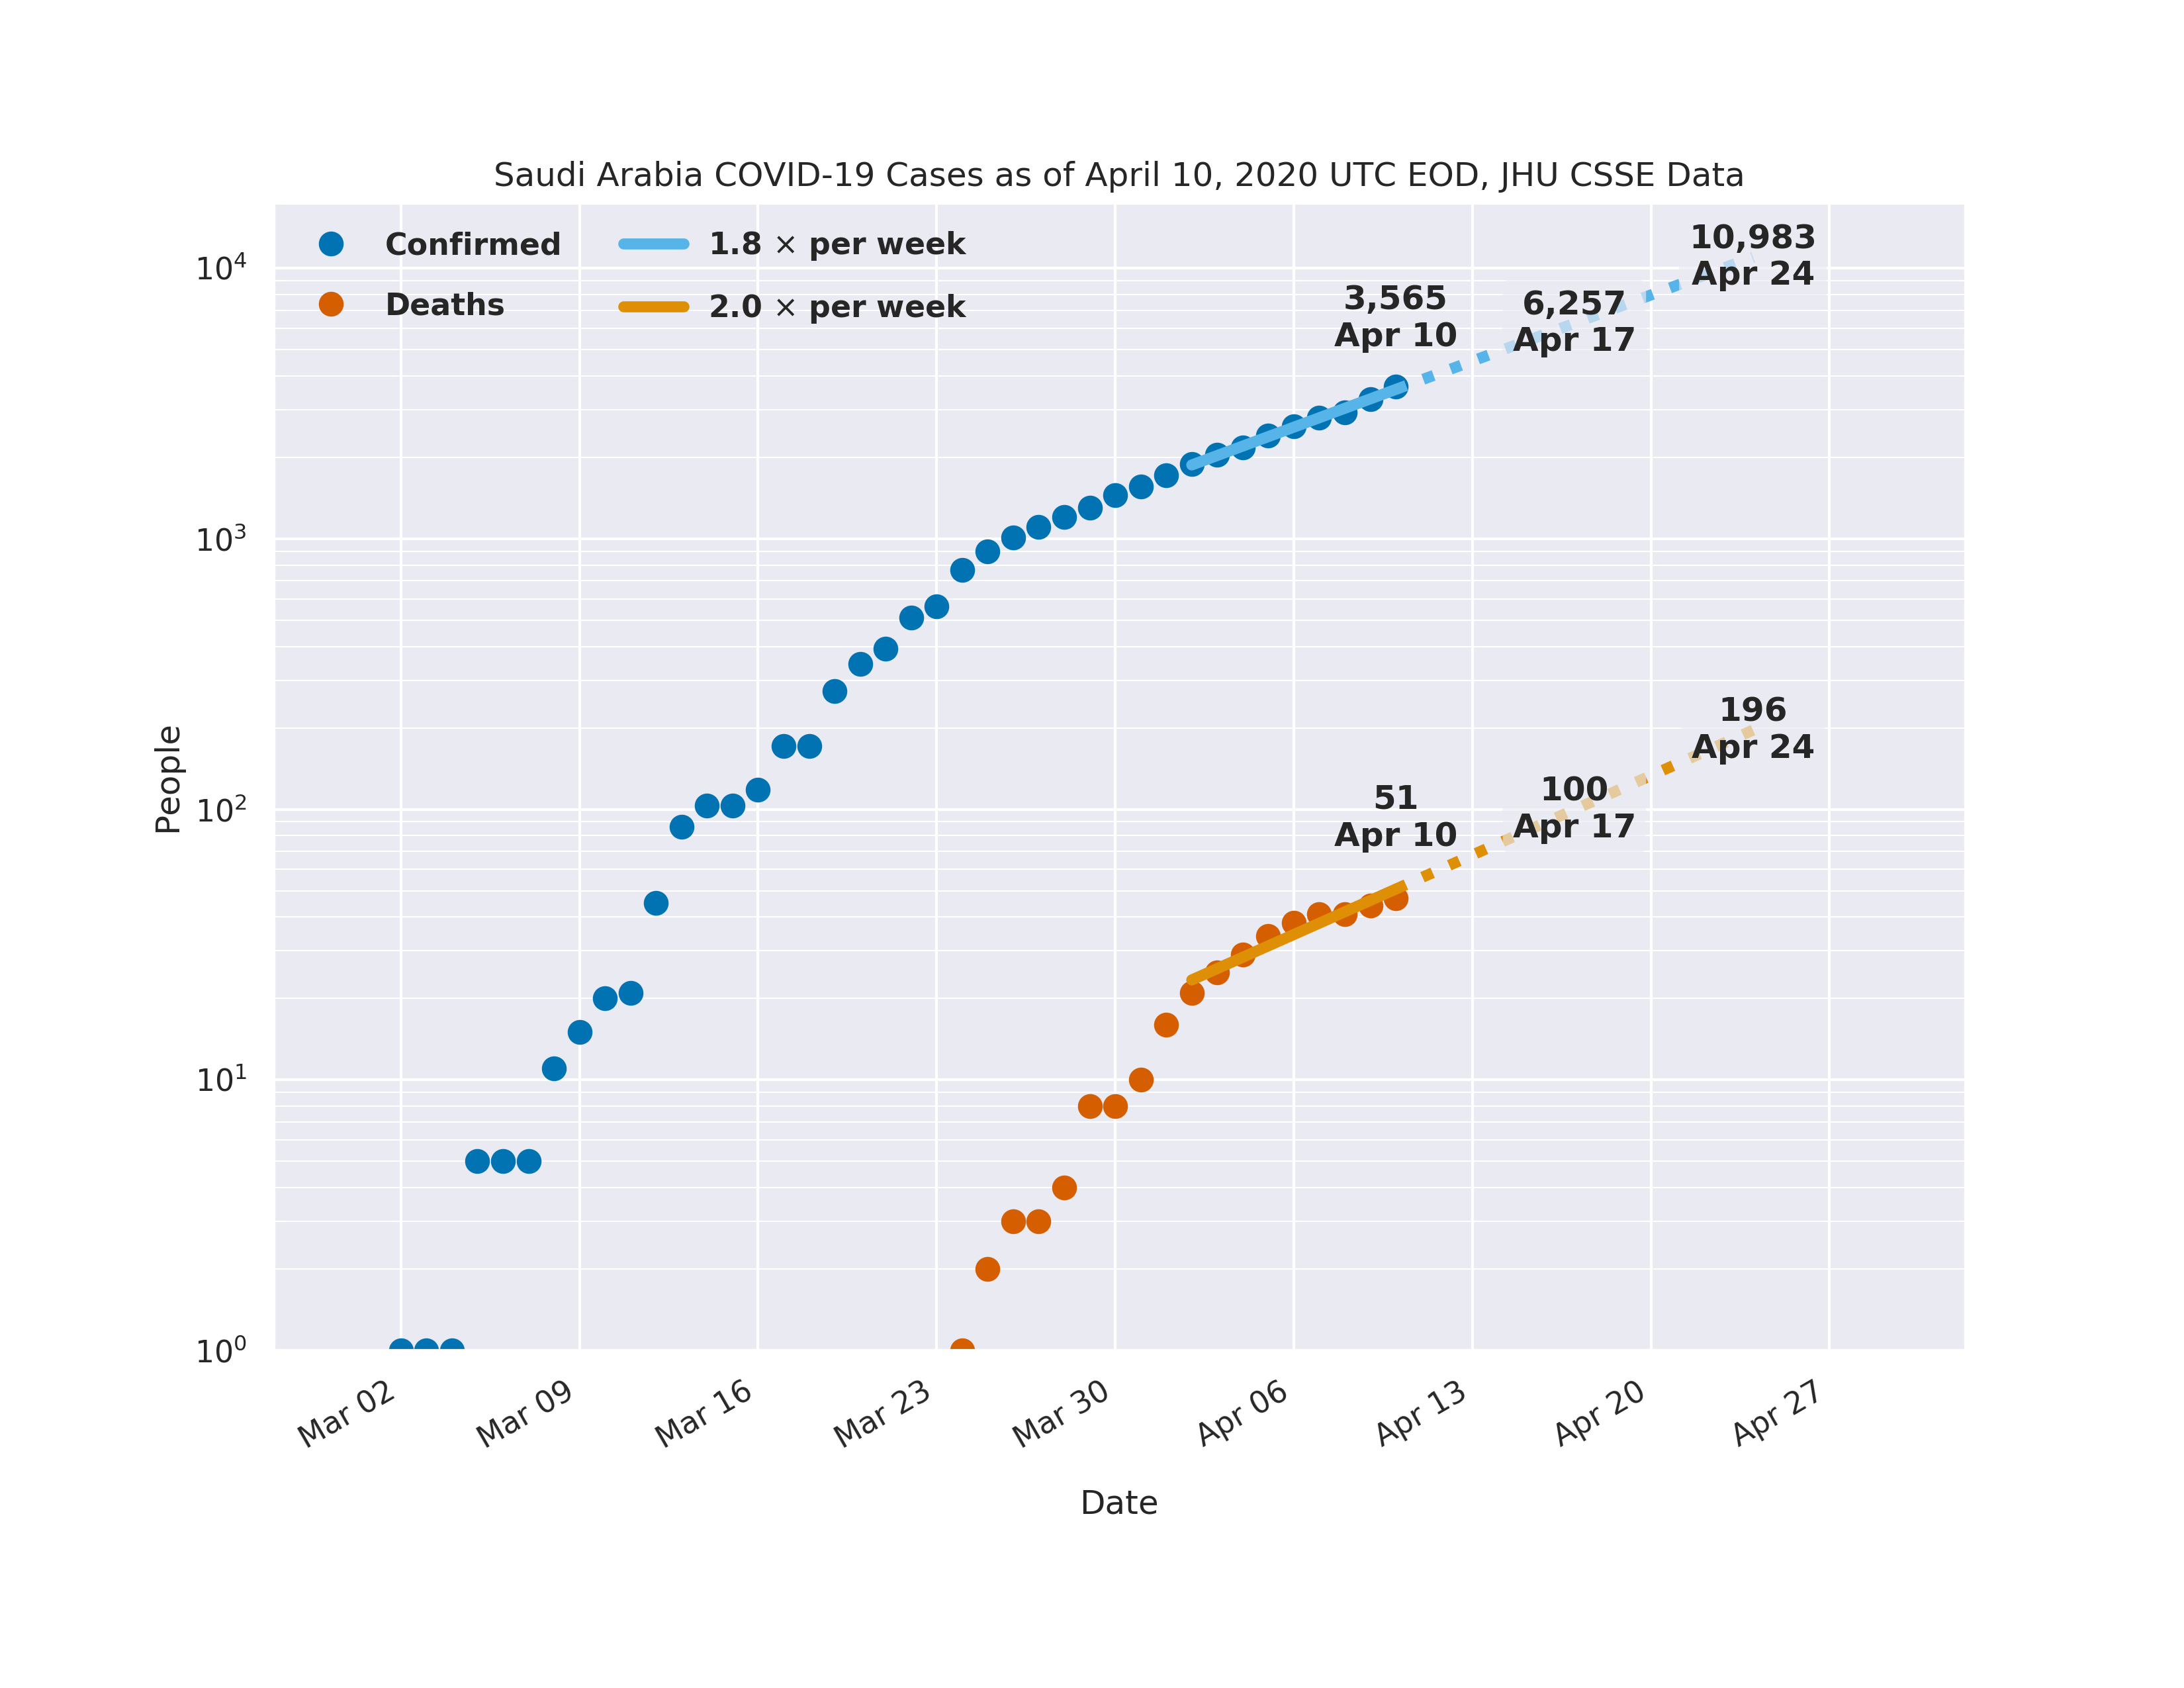 Saudi Arabia COVID-19 Cases as of April 10, 2020 UTC EOD, JHU CSSE Data
Confirmed
Deaths
1.8 × per week
2.0 × per week
10,983
Apr 24
3,565
Apr 10
6,257
Apr 17
196
Apr 24
51
Apr 10
100
Apr 17
People
10⁴
10³
10²
10¹
10⁰
Mar 02
Mar 09
Mar 16
Mar 23
Mar 30
Apr 06
Apr 13
Apr 20
Apr 27
Date